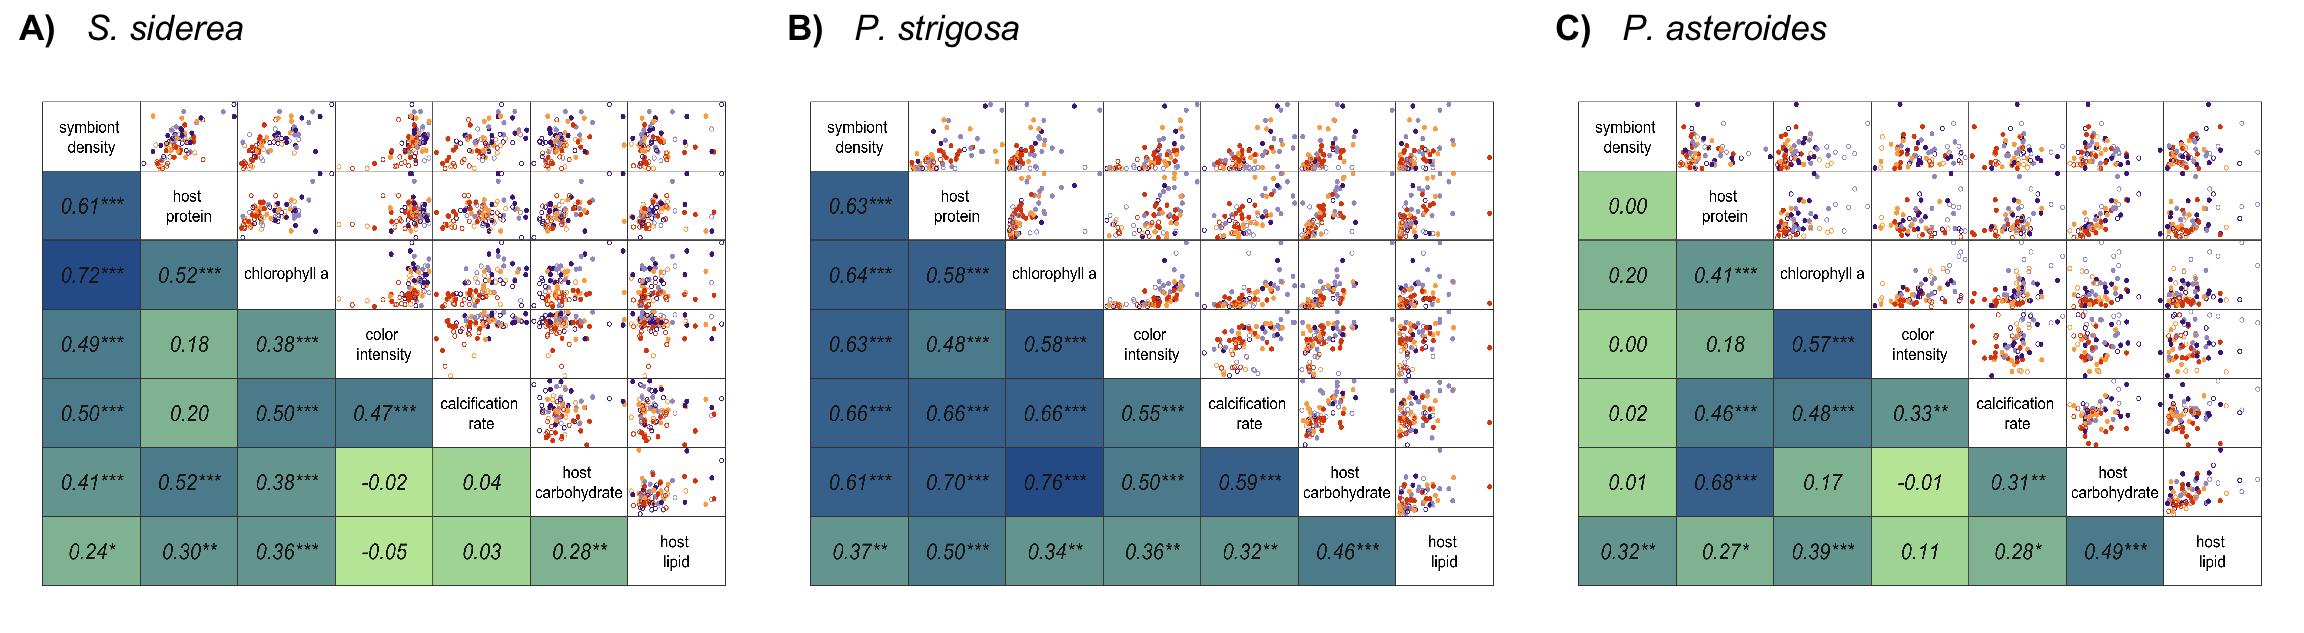 A) S. siderea
B) P. strigosa
C) P. asteroides
symbiont
density
0.61***
host
protein
0.72***
0.52***
chlorophyll a
0.49***
0.18
0.38***
color
intensity
0.50***
0.20
0.50***
0.47***
calcification
rate
0.41***
0.52***
0.38***
-0.02
0.04
host
carbohydrate
0.24*
0.30**
0.36***
-0.05
0.03
0.28**
host
lipid
symbiont
density
0.63***
host
protein
0.64***
0.58***
chlorophyll a
0.63***
0.48***
0.58***
color
intensity
0.66***
0.66***
0.66***
0.55***
calcification
rate
0.61***
0.70***
0.76***
0.50***
0.59***
host
carbohydrate
0.37**
0.50***
0.34**
0.36**
0.32**
0.46***
host
lipid
symbiont
density
0.00
host
protein
0.20
0.41***
chlorophyll a
0.00
0.18
0.57***
color
intensity
0.02
0.46***
0.48***
0.33**
calcification
rate
0.01
0.68***
0.17
-0.01
0.31**
host
carbohydrate
0.32**
0.27*
0.39***
0.11
0.28*
0.49***
host
lipid